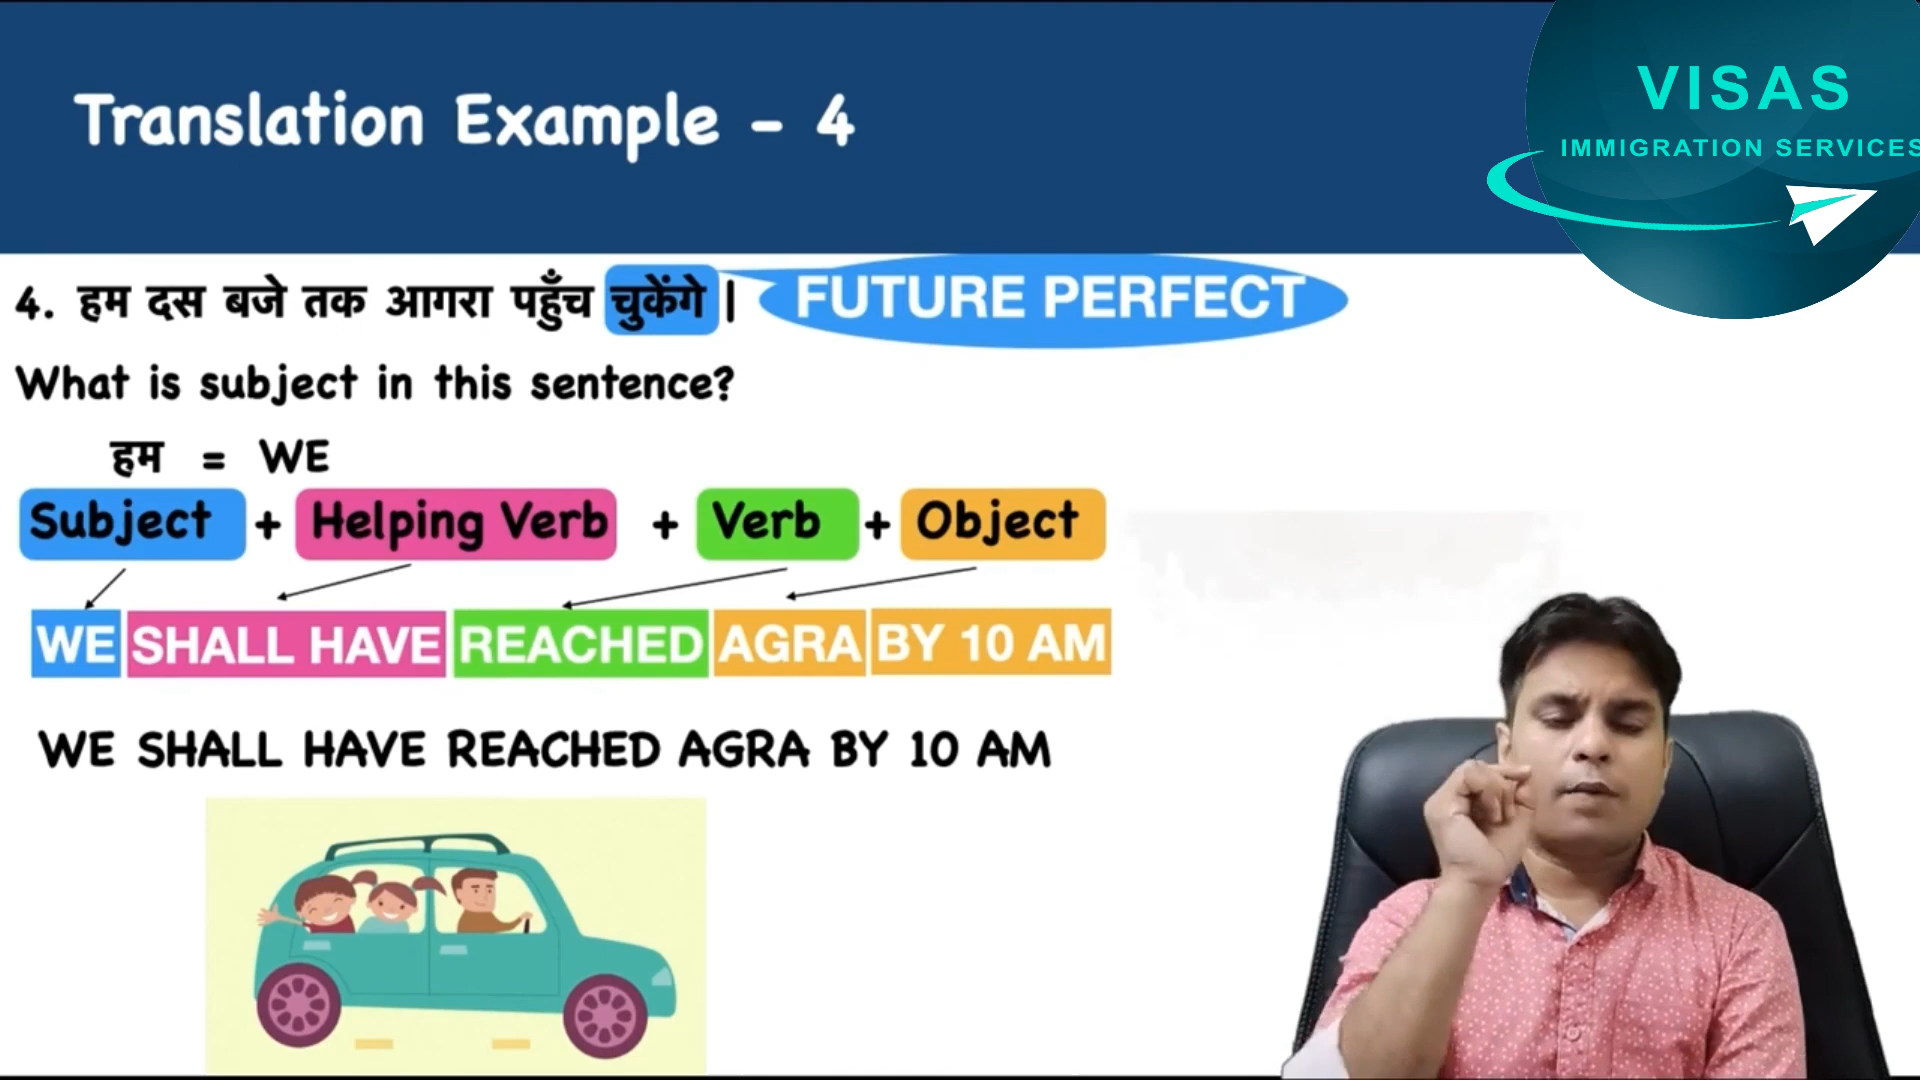 Translation Example - 4
VISAS
IMMIGRATION SERVICES
4. हम दस बजे तक आगरा पहुँच चुकेंगे |
FUTURE PERFECT
What is subject in this sentence?
हम = WE
Subject + Helping Verb + Verb + Object
WE SHALL HAVE REACHED AGRA BY 10 AM
WE SHALL HAVE REACHED AGRA BY 10 AM